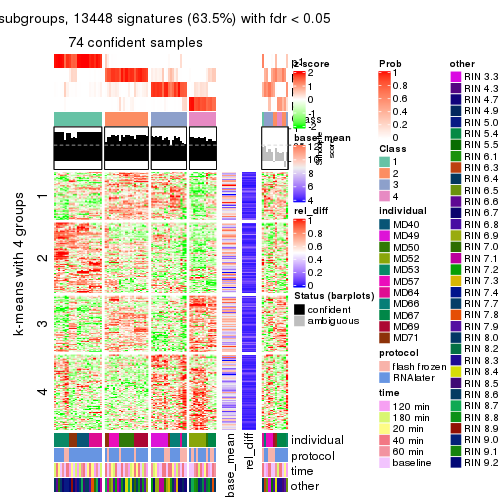 subgroups, 13448 signatures (63.5%) with fdr < 0.05
74 confident samples
k-means with 4 groups
1
2
3
4
base_mean
rel_diff
individual
protocol
time
other
z-score
2
1
0
-1
-2
base_mean
12
10
8
6
4
rel_diff
1
0.8
0.6
0.4
0.2
0
Status (barplots)
confident
ambiguous
Prob
1
0.8
0.6
0.4
0.2
0
Class
1
2
3
4
individual
MD40
MD49
MD50
MD52
MD53
MD57
MD64
MD66
MD67
MD69
MD71
protocol
flash frozen
RNAlater
time
120 min
180 min
20 min
40 min
60 min
baseline
other
RIN 3.3
RIN 4.3
RIN 4.7
RIN 4.9
RIN 5.0
RIN 5.4
RIN 5.5
RIN 6.1
RIN 6.3
RIN 6.4
RIN 6.5
RIN 6.6
RIN 6.7
RIN 6.8
RIN 6.9
RIN 7.0
RIN 7.1
RIN 7.2
RIN 7.3
RIN 7.4
RIN 7.7
RIN 7.8
RIN 7.9
RIN 8.0
RIN 8.2
RIN 8.3
RIN 8.4
RIN 8.5
RIN 8.6
RIN 8.7
RIN 8.8
RIN 8.9
RIN 9.0
RIN 9.1
RIN 9.2